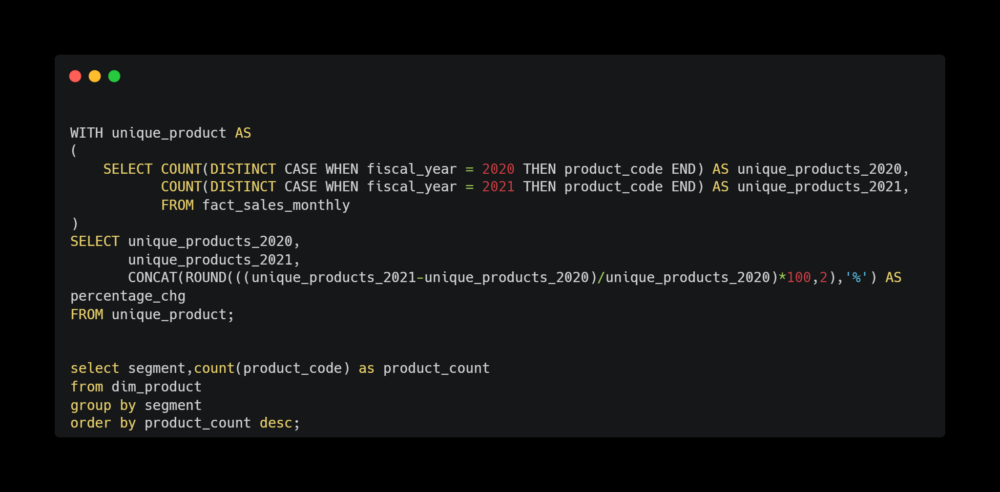 WITH unique_product AS
(
    SELECT COUNT(DISTINCT CASE WHEN fiscal_year = 2020 THEN product_code END) AS unique_products_2020,
           COUNT(DISTINCT CASE WHEN fiscal_year = 2021 THEN product_code END) AS unique_products_2021,
           FROM fact_sales_monthly
)
SELECT unique_products_2020,
       unique_products_2021,
       CONCAT(ROUND(((unique_products_2021-unique_products_2020)/unique_products_2020)*100,2),'%') AS
percentage_chg
FROM unique_product;
select segment,count(product_code) as product_count
from dim_product
group by segment
order by product_count desc;